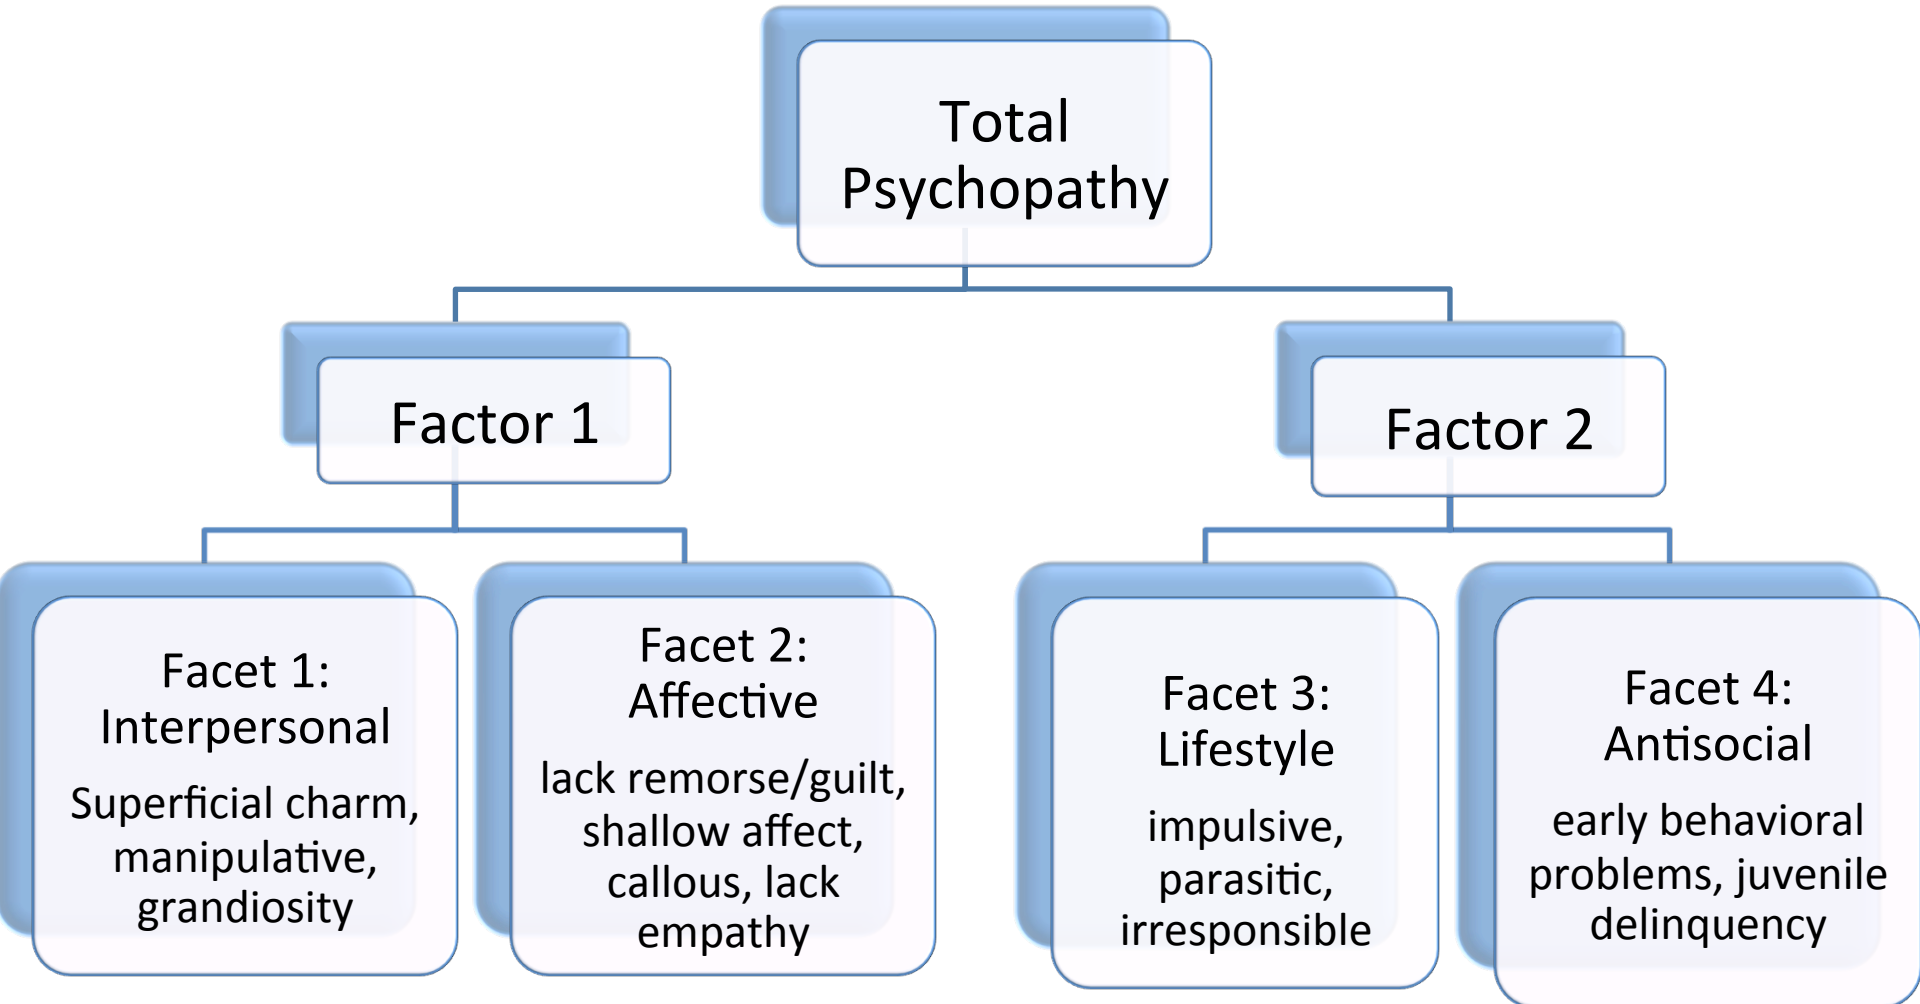 Total
Psychopathy
Factor 1
Factor 2
Facet 1:
Interpersonal
Superficial charm,
manipulative,
grandiosity
Facet 2:
Affective
lack remorse/guilt,
shallow affect,
callous, lack
empathy
Facet 3:
Lifestyle
impulsive,
parasitic,
irresponsible
Facet 4:
Antisocial
early behavioral
problems, juvenile
delinquency